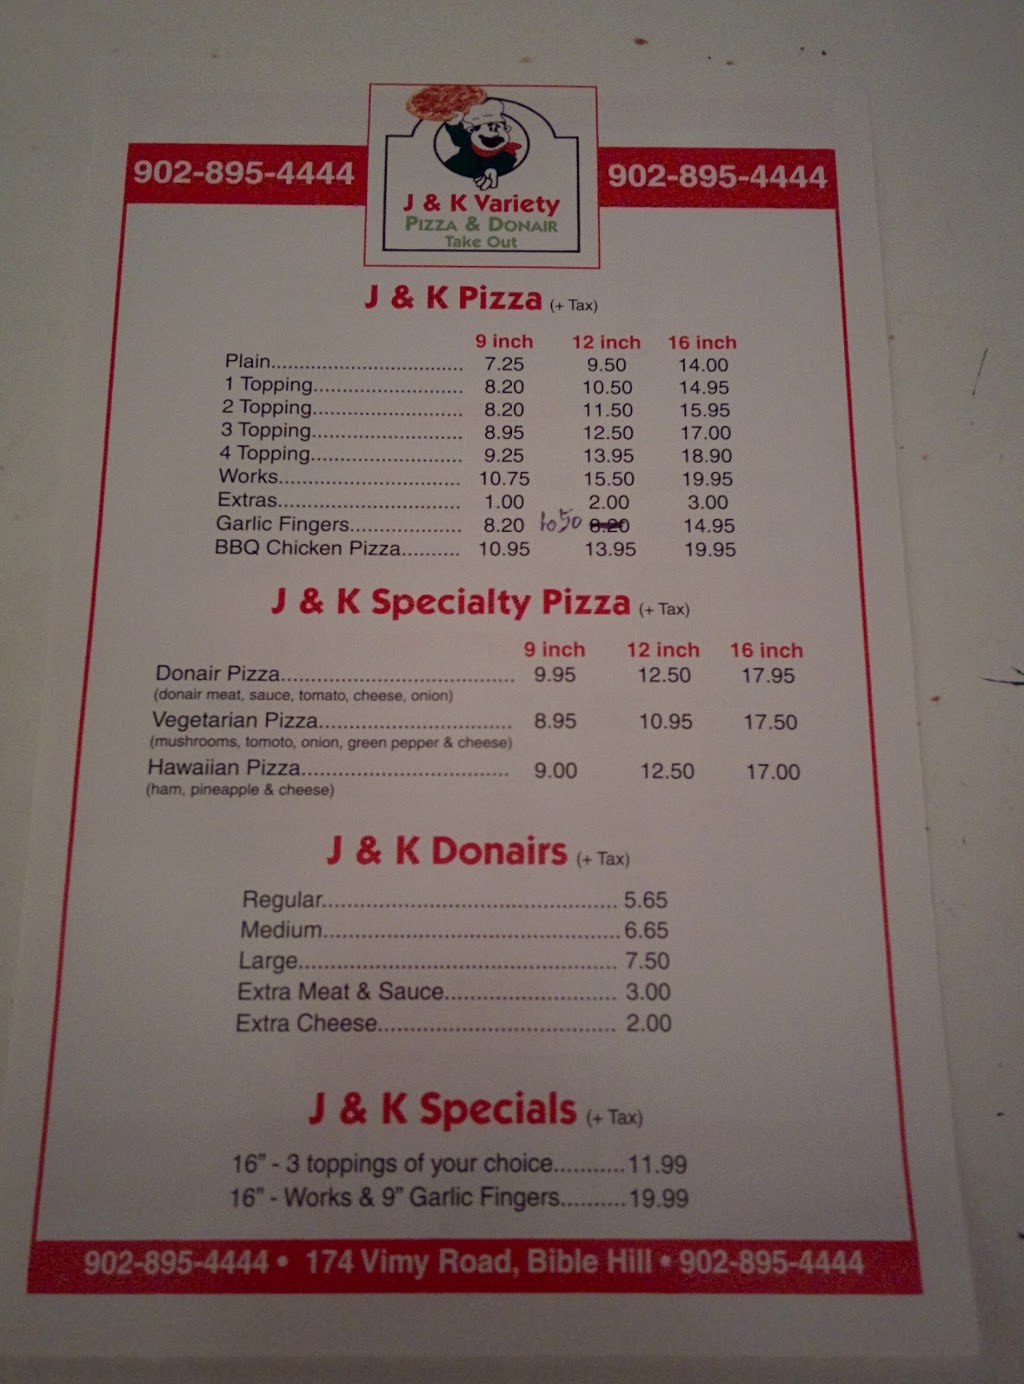 902-895-4444
J & K Variety
PIZZA & DONAIR
Take Out
902-895-4444
J & K Pizza (+ Tax)
9 inch 12 inch 16 inch
Plain................................. 7.25 9.50 14.00
1 Topping.......................... 8.20 10.50 14.95
2 Topping.......................... 8.20 11.50 15.95
3 Topping.......................... 8.95 12.50 17.00
4 Topping.......................... 9.25 13.95 18.90
Works............................... 10.75 15.50 19.95
Extras................................ 1.00 2.00 3.00
Garlic Fingers................... 8.20 1050 8.20 14.95
BBQ Chicken Pizza.......... 10.95 13.95 19.95
J & K Specialty Pizza (+ Tax)
9 inch 12 inch 16 inch
Donair Pizza........................................ 9.95 12.50 17.95
(donair meat, sauce, tomato, cheese, onion)
Vegetarian Pizza................................. 8.95 10.95 17.50
(mushrooms, tomoto, onion, green pepper & cheese)
Hawaiian Pizza.................................... 9.00 12.50 17.00
(ham, pineapple & cheese)
J & K Donairs (+ Tax)
Regular............................................ 5.65
Medium............................................. 6.65
Large................................................ 7.50
Extra Meat & Sauce.......................... 3.00
Extra Cheese.................................... 2.00
J & K Specials (+ Tax)
16” - 3 toppings of your choice...........11.99
16” - Works & 9” Garlic Fingers..........19.99
902-895-4444 • 174 Vimy Road, Bible Hill • 902-895-4444